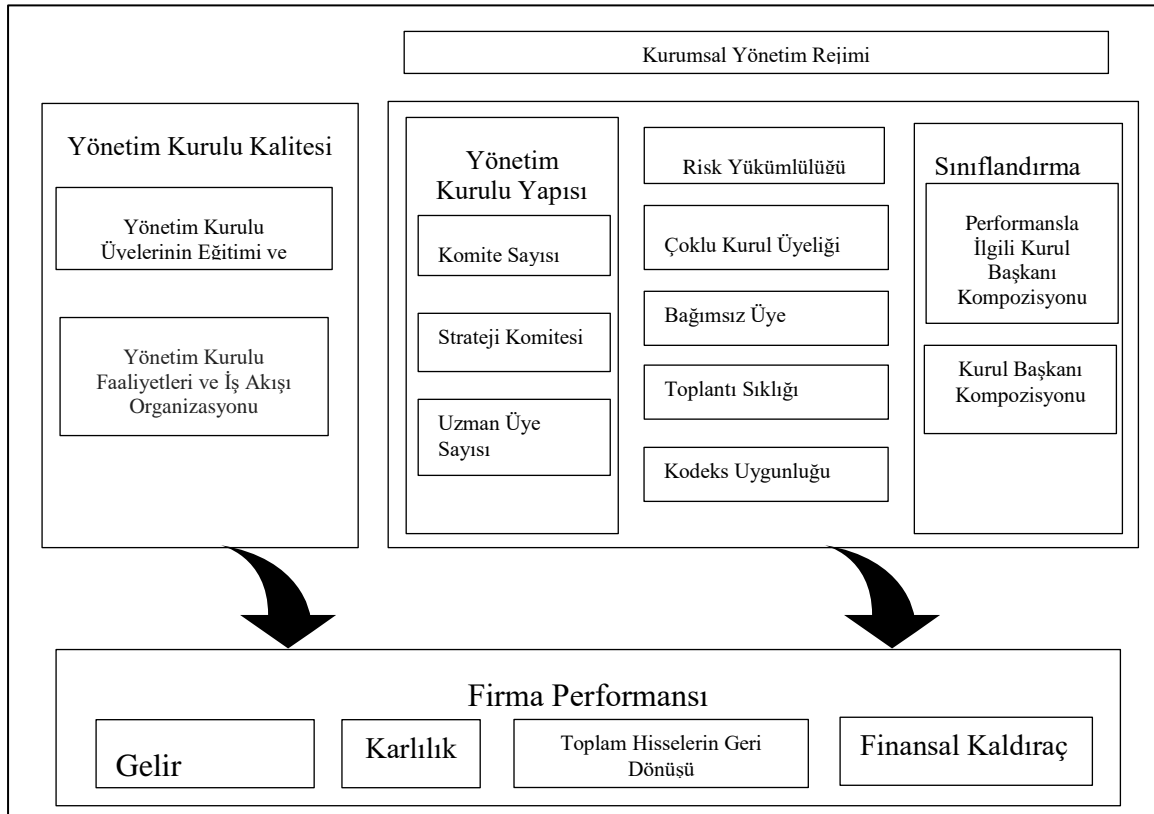 Kurumsal Yönetim Rejimi
Yönetim Kurulu Kalitesi
Yönetim Kurulu
Üyelerinin Eğitimi ve
Yönetim Kurulu
Faaliyetleri ve İş Akışı
Organizasyonu
Yönetim
Kurulu Yapısı
Komite Sayısı
Strateji Komitesi
Uzman Üye
Sayısı
Risk Yükümlülüğü
Çoklu Kurul Üyeliği
Bağımsız Üye
Toplantı Sıklığı
Kodeks Uygunluğu
Sınıflandırma
Performansla
İlgili Kurul
Başkanı
Kompozisyonu
Kurul Başkanı
Kompozisyonu
Firma Performansı
Gelir
Karlılık
Toplam Hisselerin Geri
Dönüşü
Finansal Kaldıraç